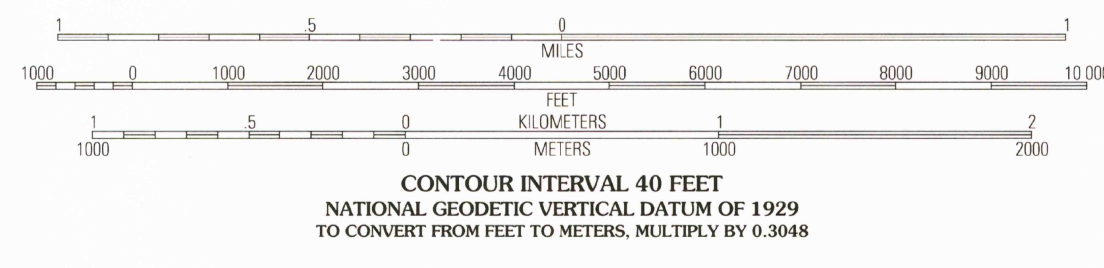 1 .5 0 1
MILES
1000 0 1000 2000 3000 4000 5000 6000 7000 8000 9000 10 000
FEET
1 .5 0 KILOMETERS 1 2
1000 0 METERS 1000 2000
CONTOUR INTERVAL 40 FEET
NATIONAL GEODETIC VERTICAL DATUM OF 1929
TO CONVERT FROM FEET TO METERS, MULTIPLY BY 0.3048